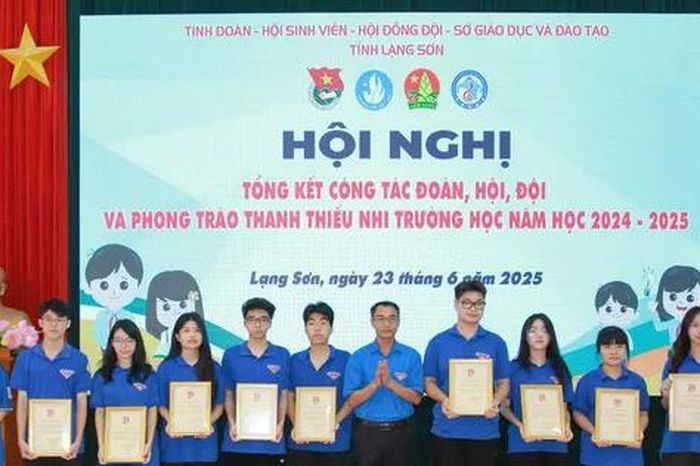 TỈNH ĐOÀN - HỘI SINH VIÊN - HỘI ĐỒNG ĐỘI - SỞ GIÁO DỤC VÀ ĐÀO TẠO
TỈNH LẠNG SƠN
HỘI NGHỊ
TỔNG KẾT CÔNG TÁC ĐOÀN, HỘI, ĐỘI
VÀ PHONG TRÀO THANH THIẾU NHI TRƯỜNG HỌC NĂM HỌC 2024 - 2025
Lạng Sơn, ngày 23 tháng 6 năm 2025